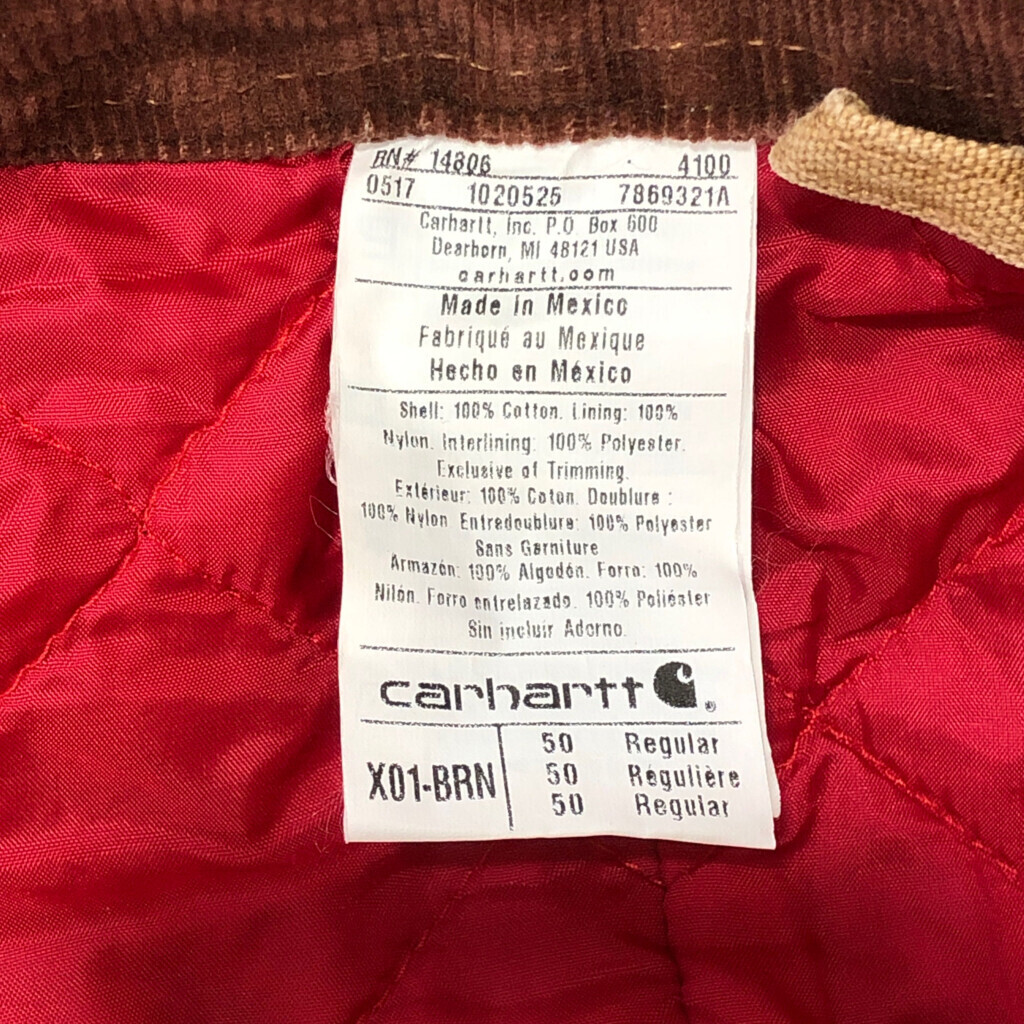 RN# 14806 4100
0517 1020525 7869321A
Carhartt, Inc. P.O. Box 600
Dearborn, MI 48121 USA
carhartt.com
Made in Mexico
Fabriqué au Mexique
Hecho en México
Shell: 100% Cotton. Lining: 100%
Nylon. Interlining: 100% Polyester.
Exclusive of Trimming.
Extérieur: 100% Coton. Doublure :
100% Nylon Entredoublure: 100% Polyester
Sans Garniture
Armazón: 100% Algodón. Forro: 100%
Nilón. Forro entrelazado. 100% Poliéster
Sin incluir Adorno.
carhartt
X01-BRN
50 Regular
50 Régulière
50 Regular